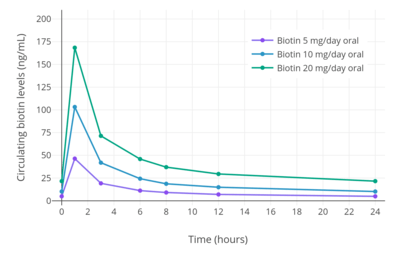 Circulating biotin levels (ng/mL)
200
175
150
125
100
75
50
25
0
Biotin 5 mg/day oral
Biotin 10 mg/day oral
Biotin 20 mg/day oral
0 2 4 6 8 10 12 14 16 18 20 22 24
Time (hours)